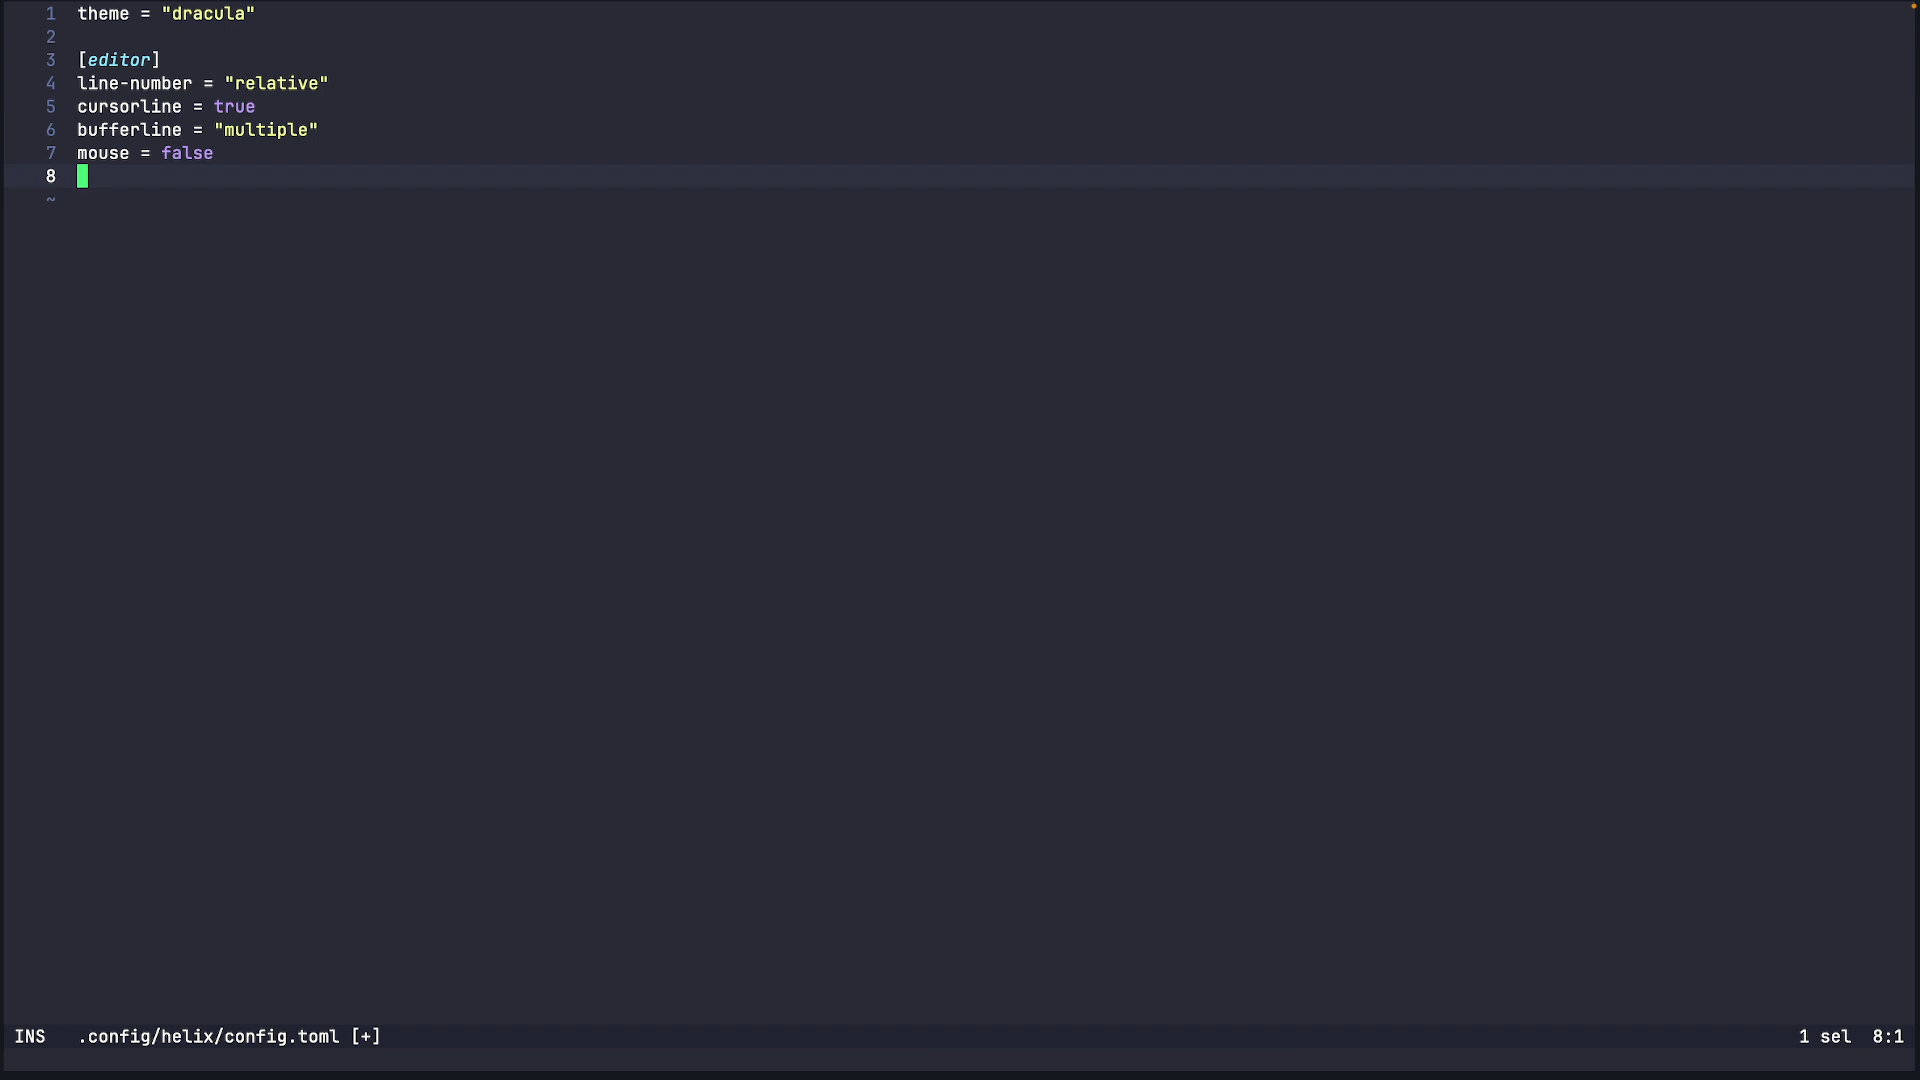 1 theme = "dracula"
2
3 [editor]
4 line-number = "relative"
5 cursorline = true
6 bufferline = "multiple"
7 mouse = false
8
~
INS .config/helix/config.toml [+] 1 sel 8:1